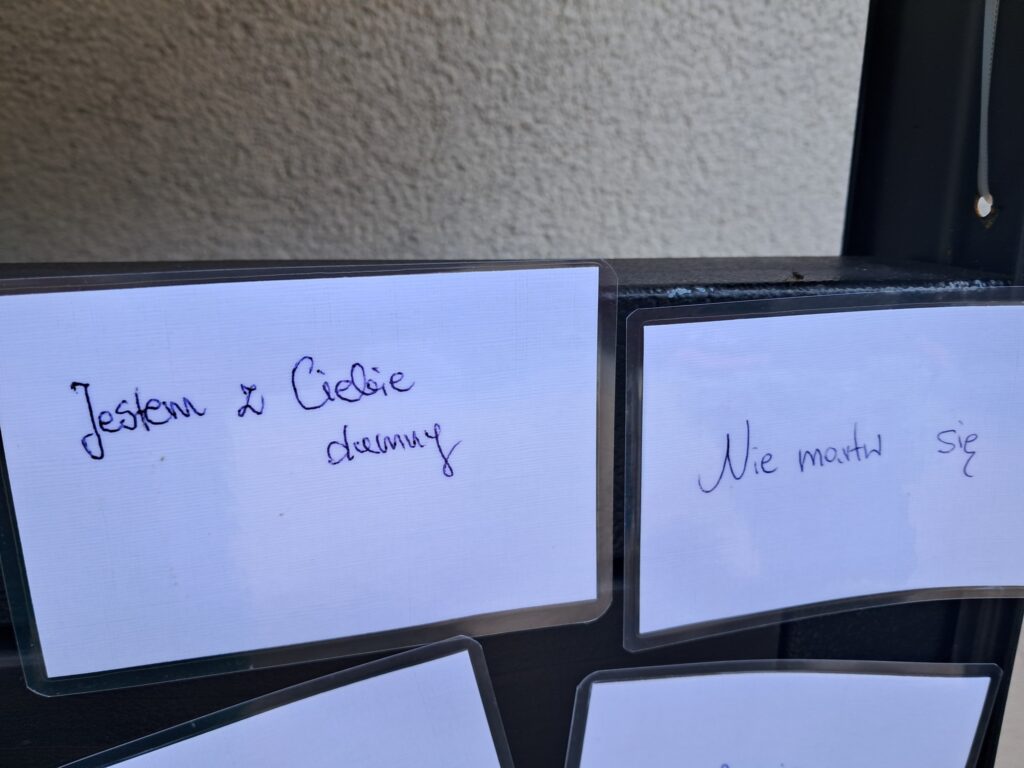 Jestem z Ciebie
dumny
Nie martw się